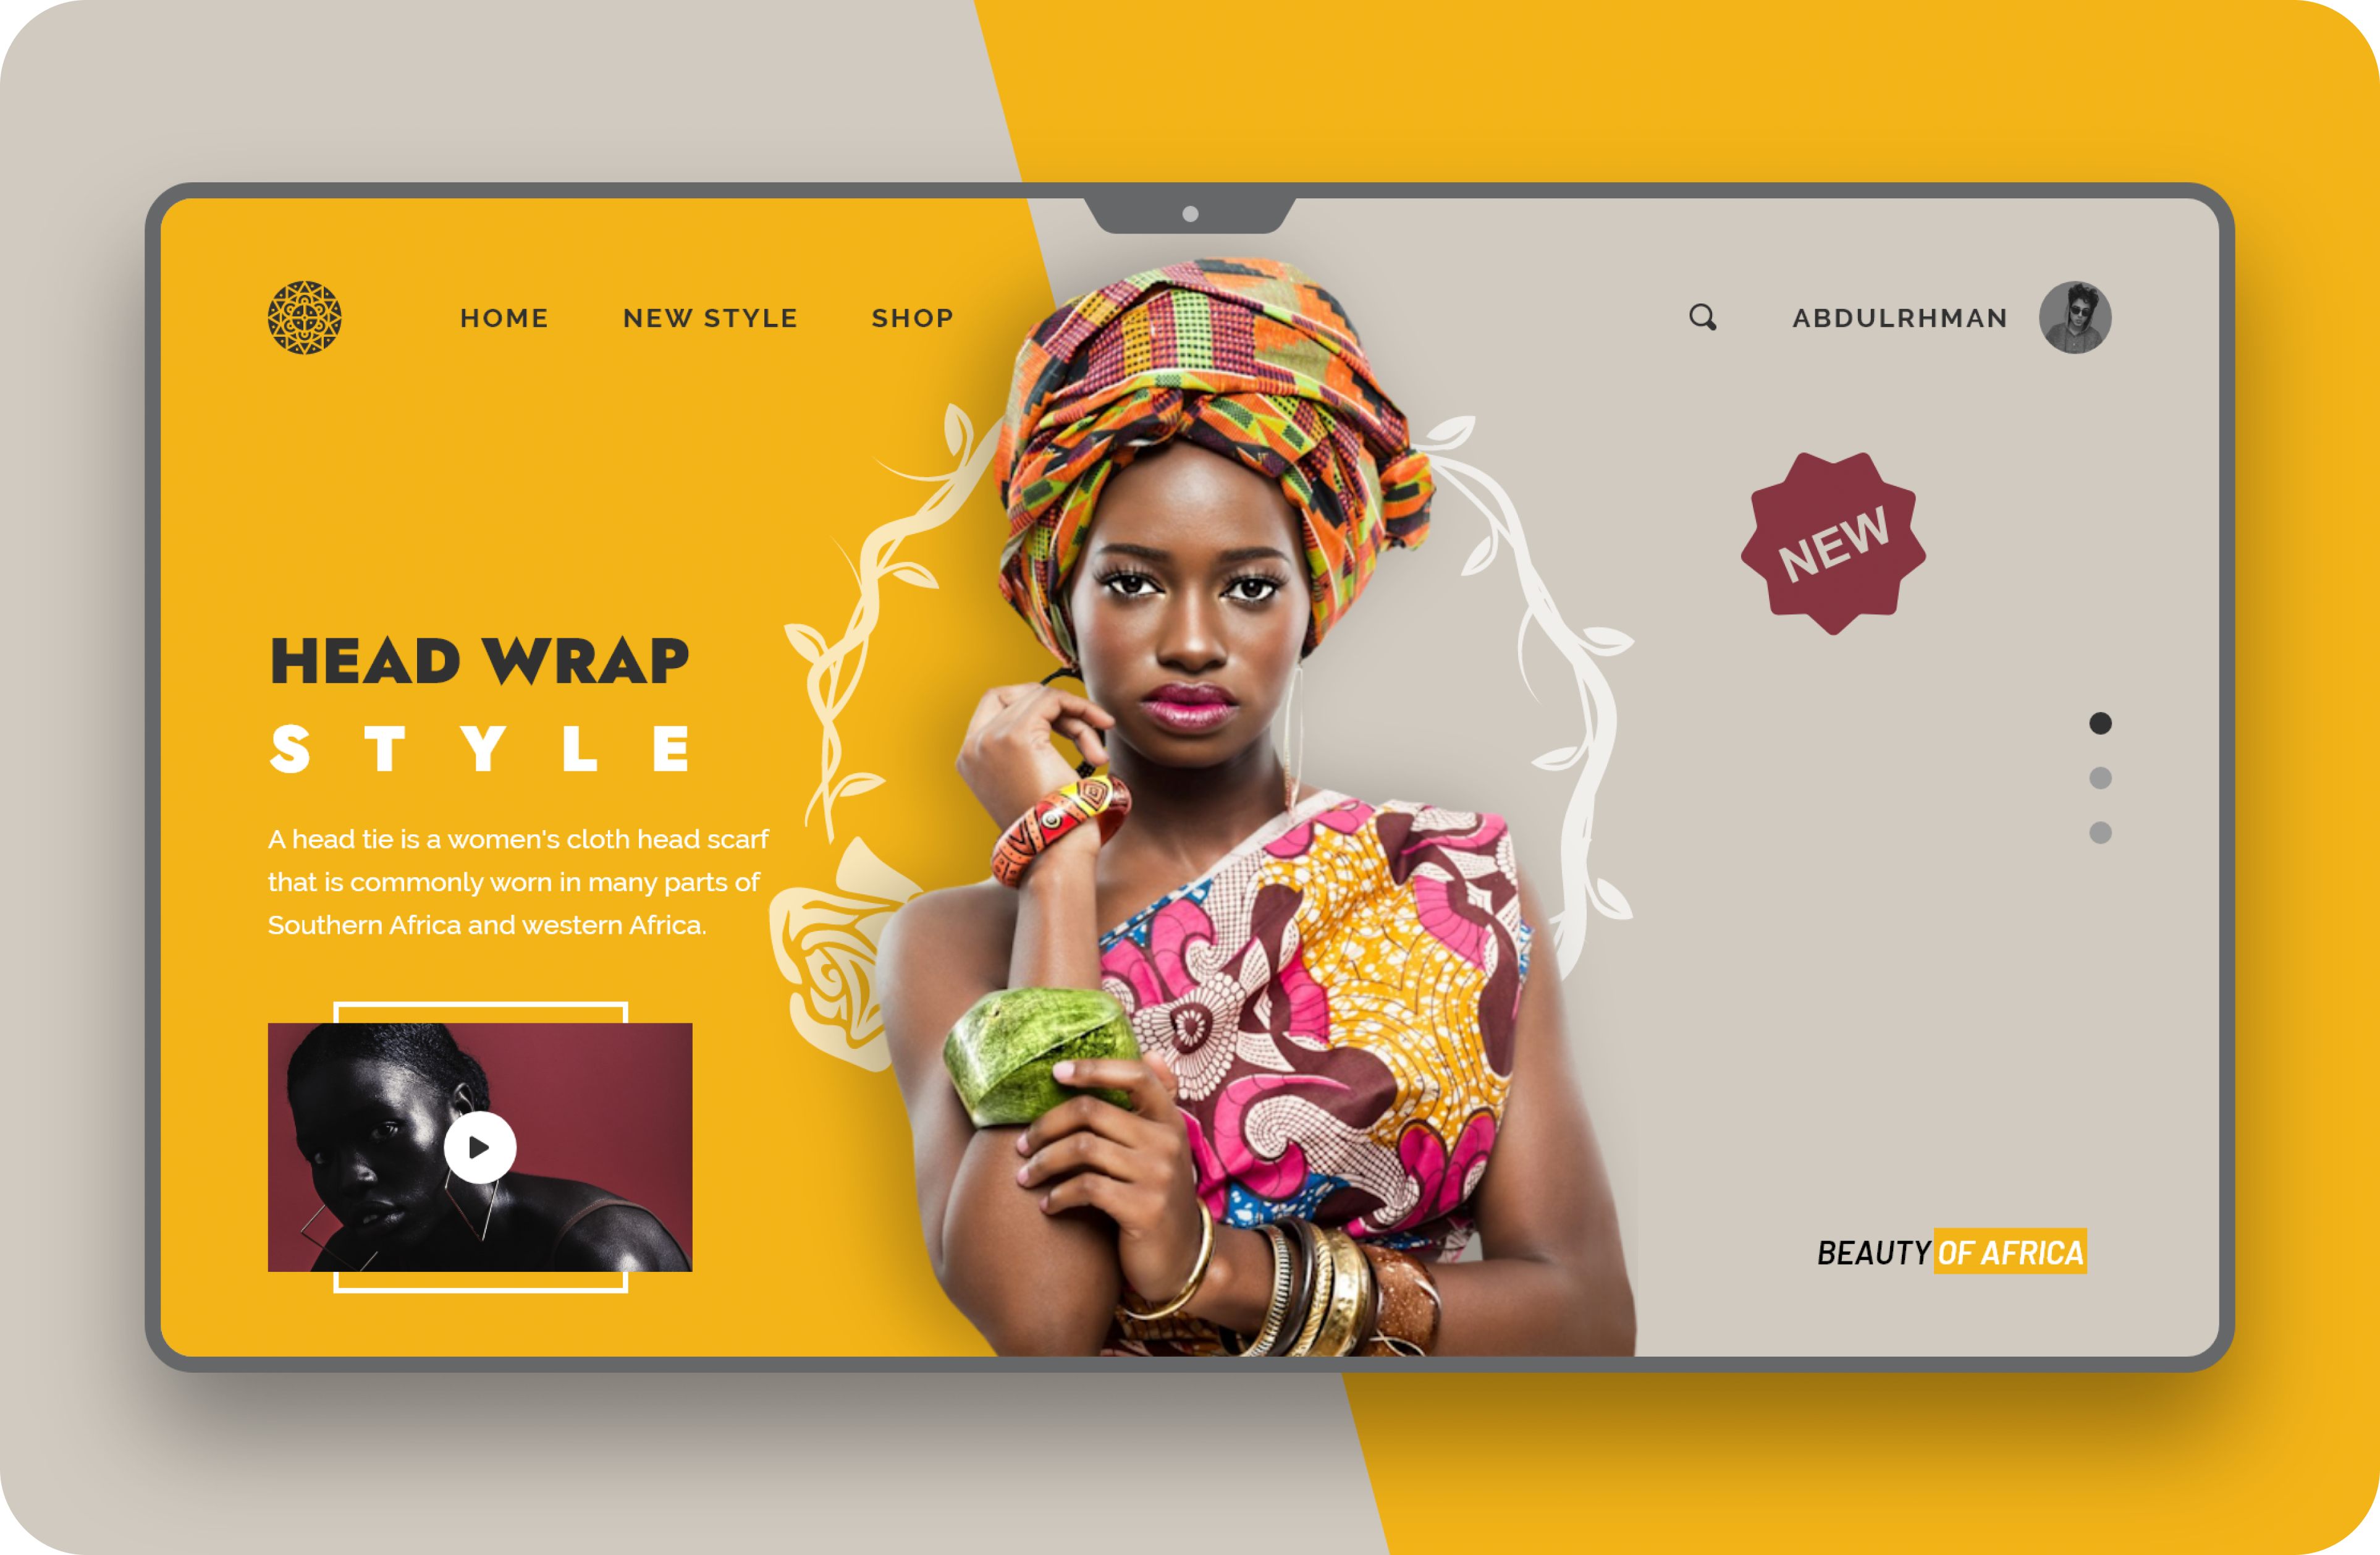 HOME NEW STYLE SHOP ABDULRHMAN
NEW
HEAD WRAP
STYLE
A head tie is a women's cloth head scarf
that is commonly worn in many parts of
Southern Africa and western Africa.
BEAUTY OF AFRICA